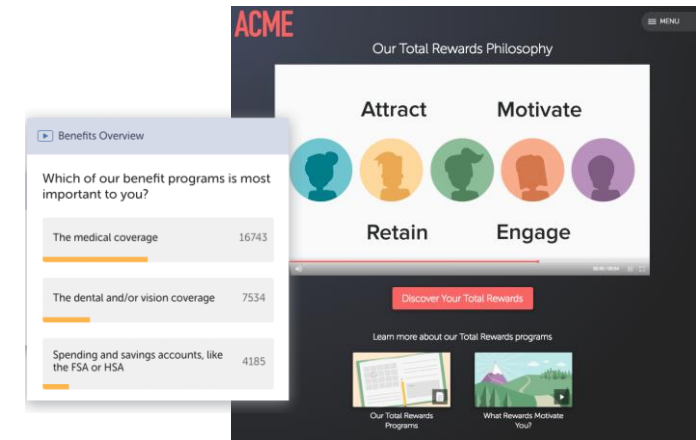 ACME
MENU
Our Total Rewards Philosophy
Attract Motivate
Retain Engage
Discover Your Total Rewards
Learn more about our Total Rewards programs
Our Total Rewards
Programs
What Rewards Motivate
You?
Benefits Overview
Which of our benefit programs is most
important to you?
The medical coverage 16743
The dental and/or vision coverage 7534
Spending and savings accounts, like
the FSA or HSA 4185